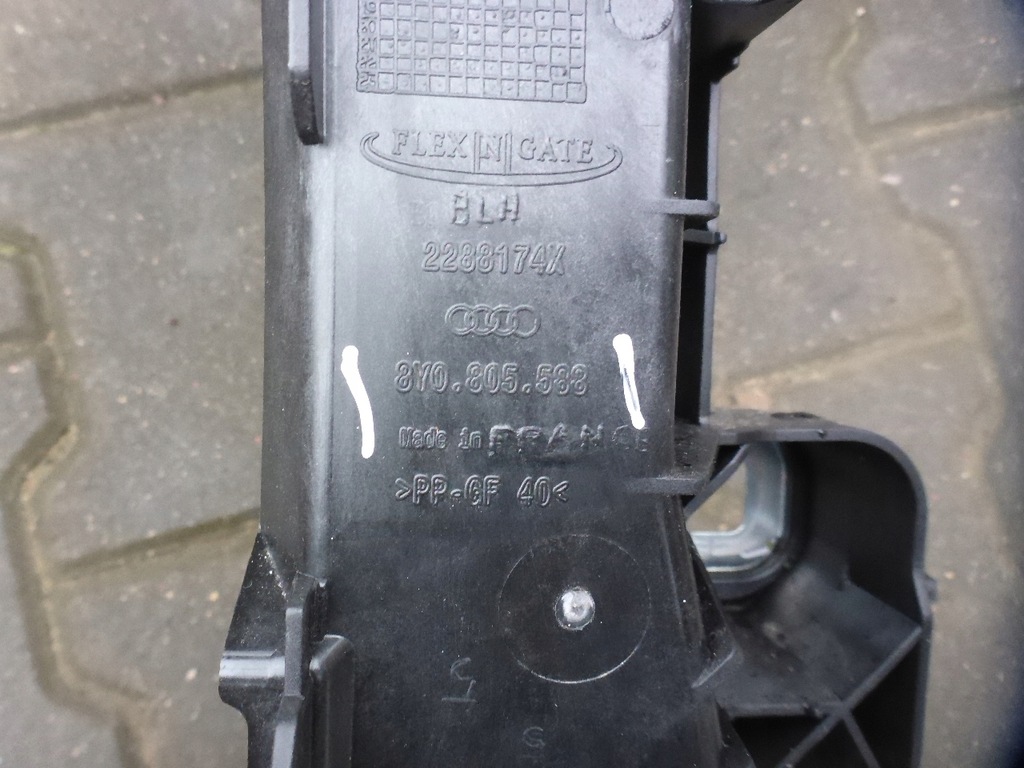 FLEX|N|GATE
BLH
2288174X
8Y0.805.588
Made in FRANCE
>PP-GF 40<